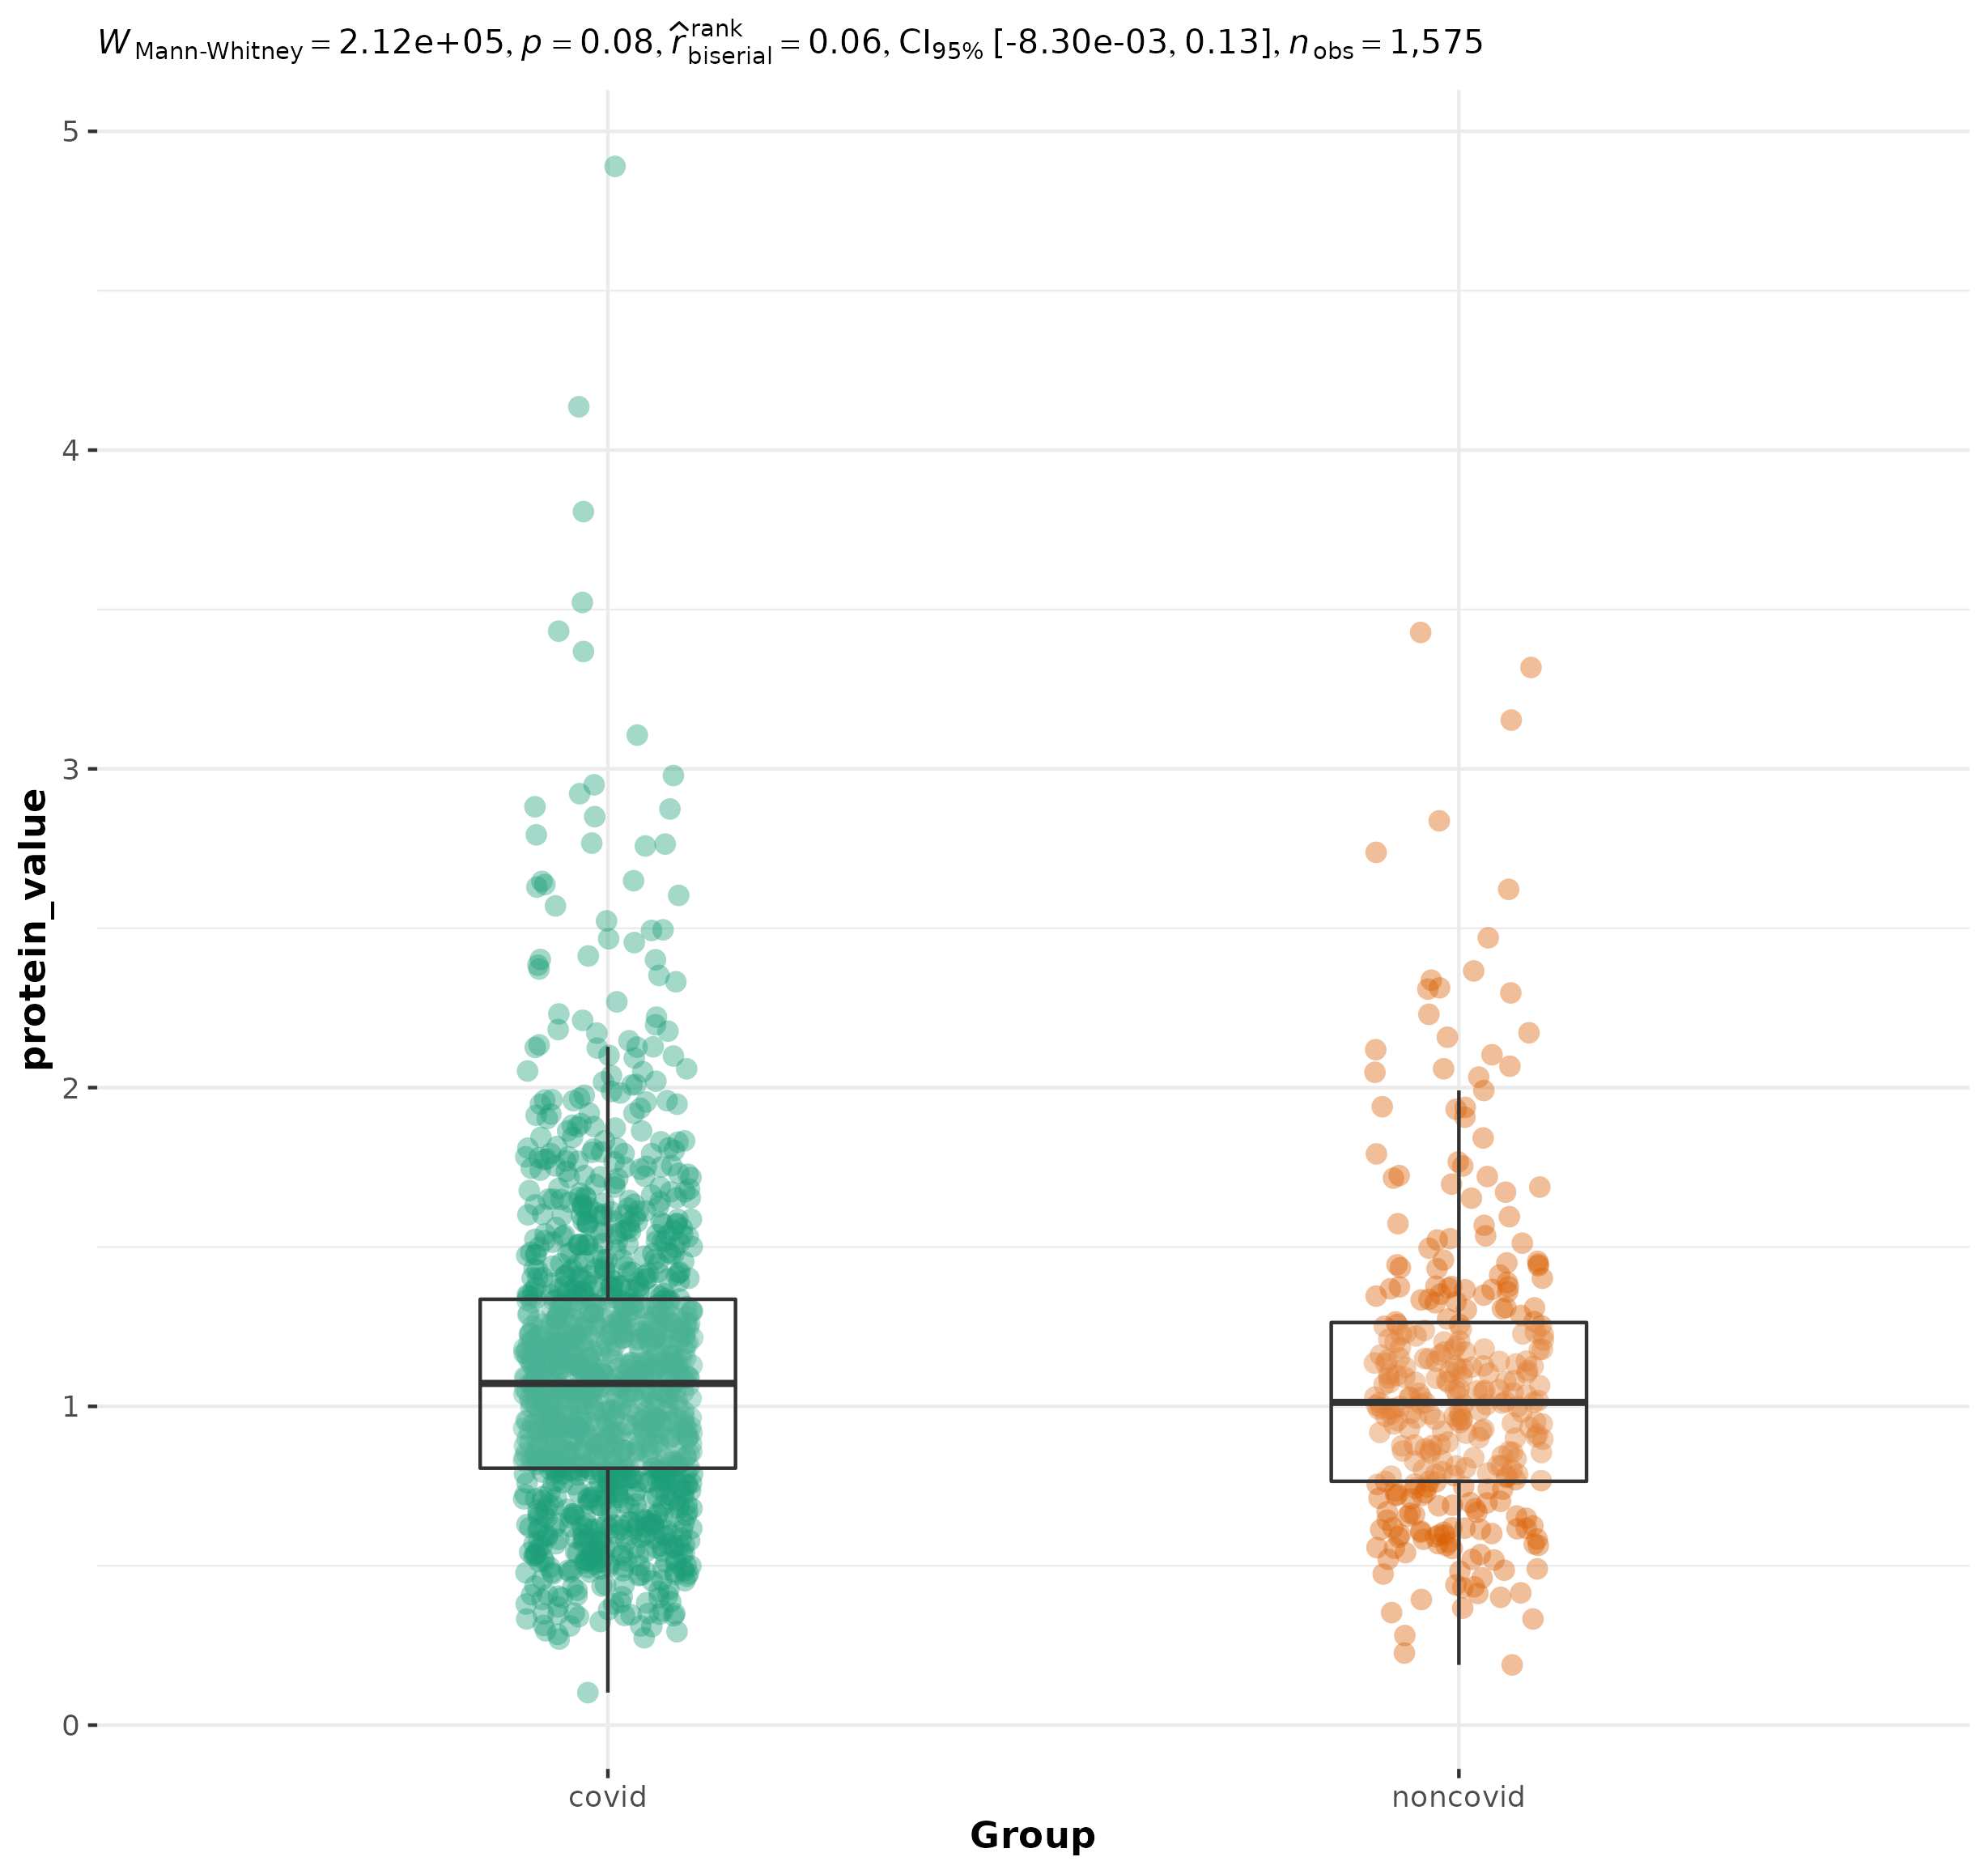 W Mann-Whitney = 2.12e+05, p = 0.08, r̂ rank biserial = 0.06, CI95% [-8.30e-03, 0.13], n obs = 1,575
5
4
3
2
1
0
protein_value
covid noncovid
Group